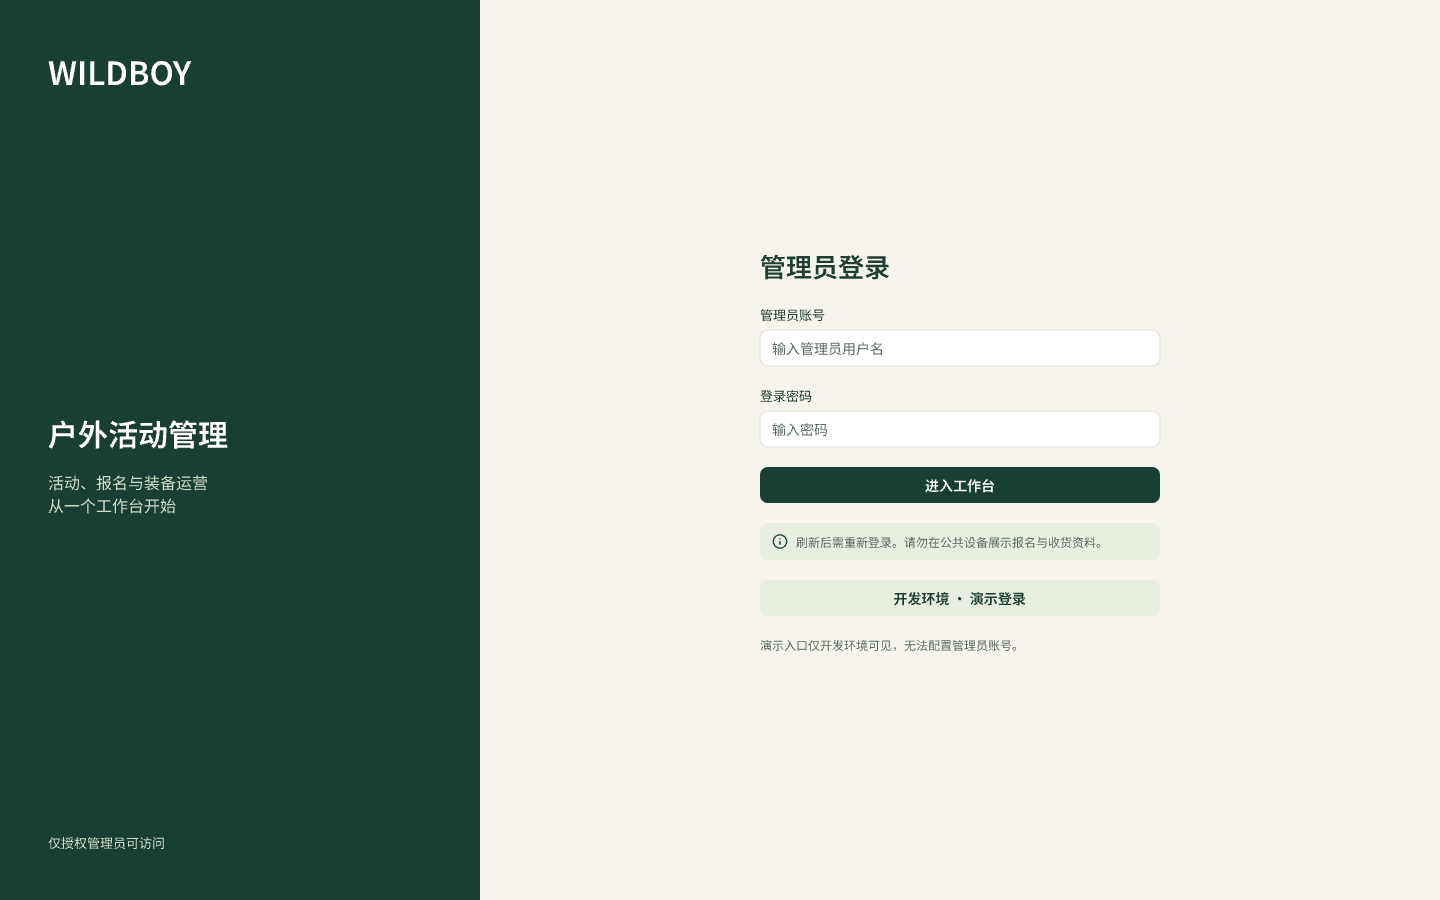 WILDBOY
户外活动管理
活动、报名与装备运营
从一个工作台开始
仅授权管理员可访问
管理员登录
管理员账号
输入管理员用户名
登录密码
输入密码
进入工作台
刷新后需重新登录。请勿在公共设备展示报名与收货资料。
开发环境 · 演示登录
演示入口仅开发环境可见，无法配置管理员账号。